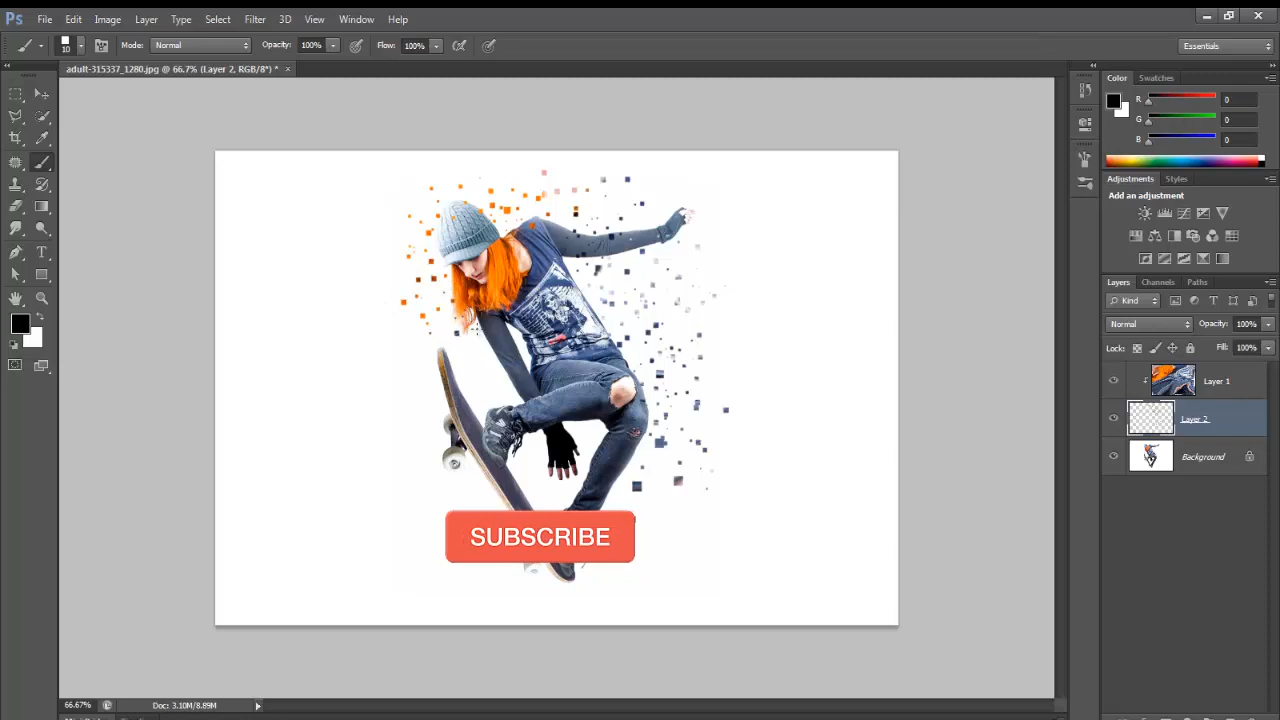 Ps File Edit Image Layer Type Select Filter 3D View Window Help
10 Mode: Normal Opacity: 100% Flow: 100% Essentials
adult-315337_1280.jpg @ 66.7% (Layer 2, RGB/8*) * ×
Color Swatches
R 0
G 0
B 0
Adjustments Styles
Add an adjustment
Layers Channels Paths
Kind
Normal Opacity: 100%
Lock: Fill: 100%
Layer 1
Layer 2
Background
SUBSCRIBE
66.67% Doc: 3.10M/8.89M